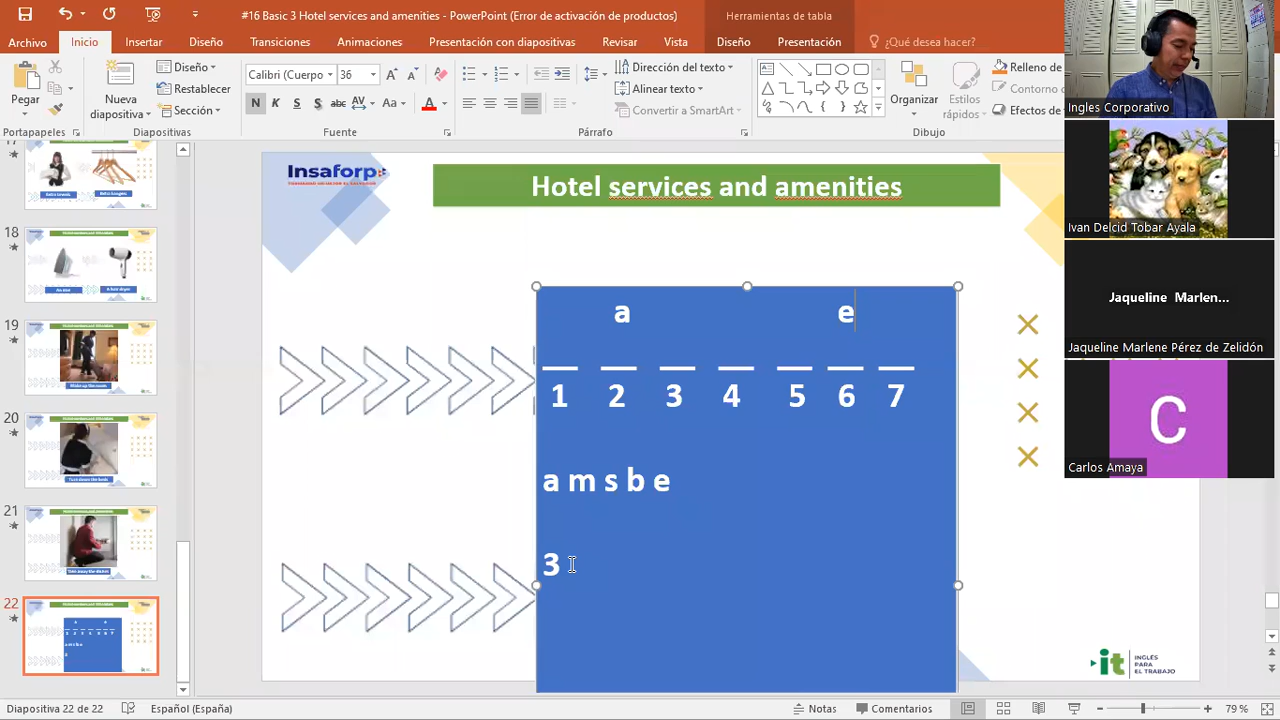 #16 Basic 3 Hotel services and amenities - PowerPoint (Error de activación de productos)
Herramientas de tabla
Archivo Inicio Insertar Diseño Transiciones Revisar Vista Diseño Presentación ¿Qué desea hacer?
Pegar
Nueva diapositiva
Diseño
Restablecer
Sección
Calibri (Cuerpo 36
N K S S abc AV Aa A
Dirección del texto
Alinear texto
Convertir a SmartArt
Organizar
Estilos rápidos
Relleno de
Contorno
Efectos de
Portapapeles Diapositivas Fuente Párrafo Dibujo
18
19
20
21
22
Insaforp
Hotel services and amenities
a e
1 2 3 4 5 6 7
a m s b e
3
it INGLÉS PARA EL TRABAJO
Ingles Corporativo
Ivan Delcid Tobar Ayala
Jaqueline Marlen...
Jaqueline Marlene Pérez de Zelidón
C
Carlos Amaya
Diapositiva 22 de 22 Español (España) Notas Comentarios 79 %